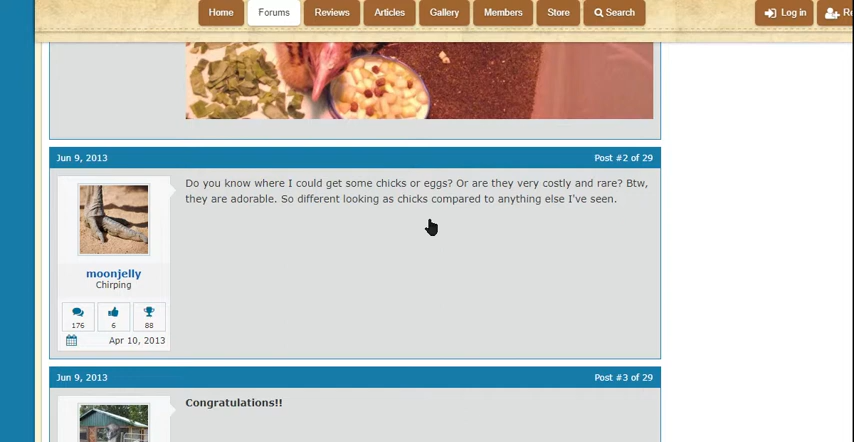 Home Forums Reviews Articles Gallery Members Store Search Log in
Jun 9, 2013 Post #2 of 29
Do you know where I could get some chicks or eggs? Or are they very costly and rare? Btw,
they are adorable. So different looking as chicks compared to anything else I've seen.
moonjelly
Chirping
176 6 88
Apr 10, 2013
Jun 9, 2013 Post #3 of 29
Congratulations!!